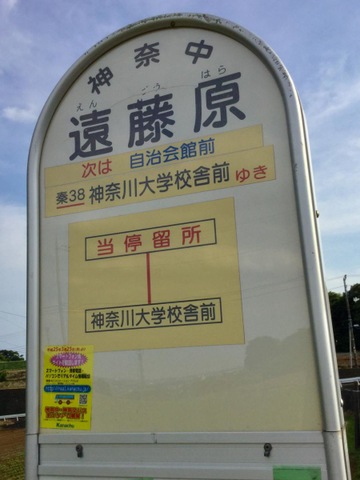 神奈中
えん ごう はら
遠藤原
次は 自治会館前
秦38 神奈川大学校舎前 ゆき
当停留所
神奈川大学校舎前
Kanachu